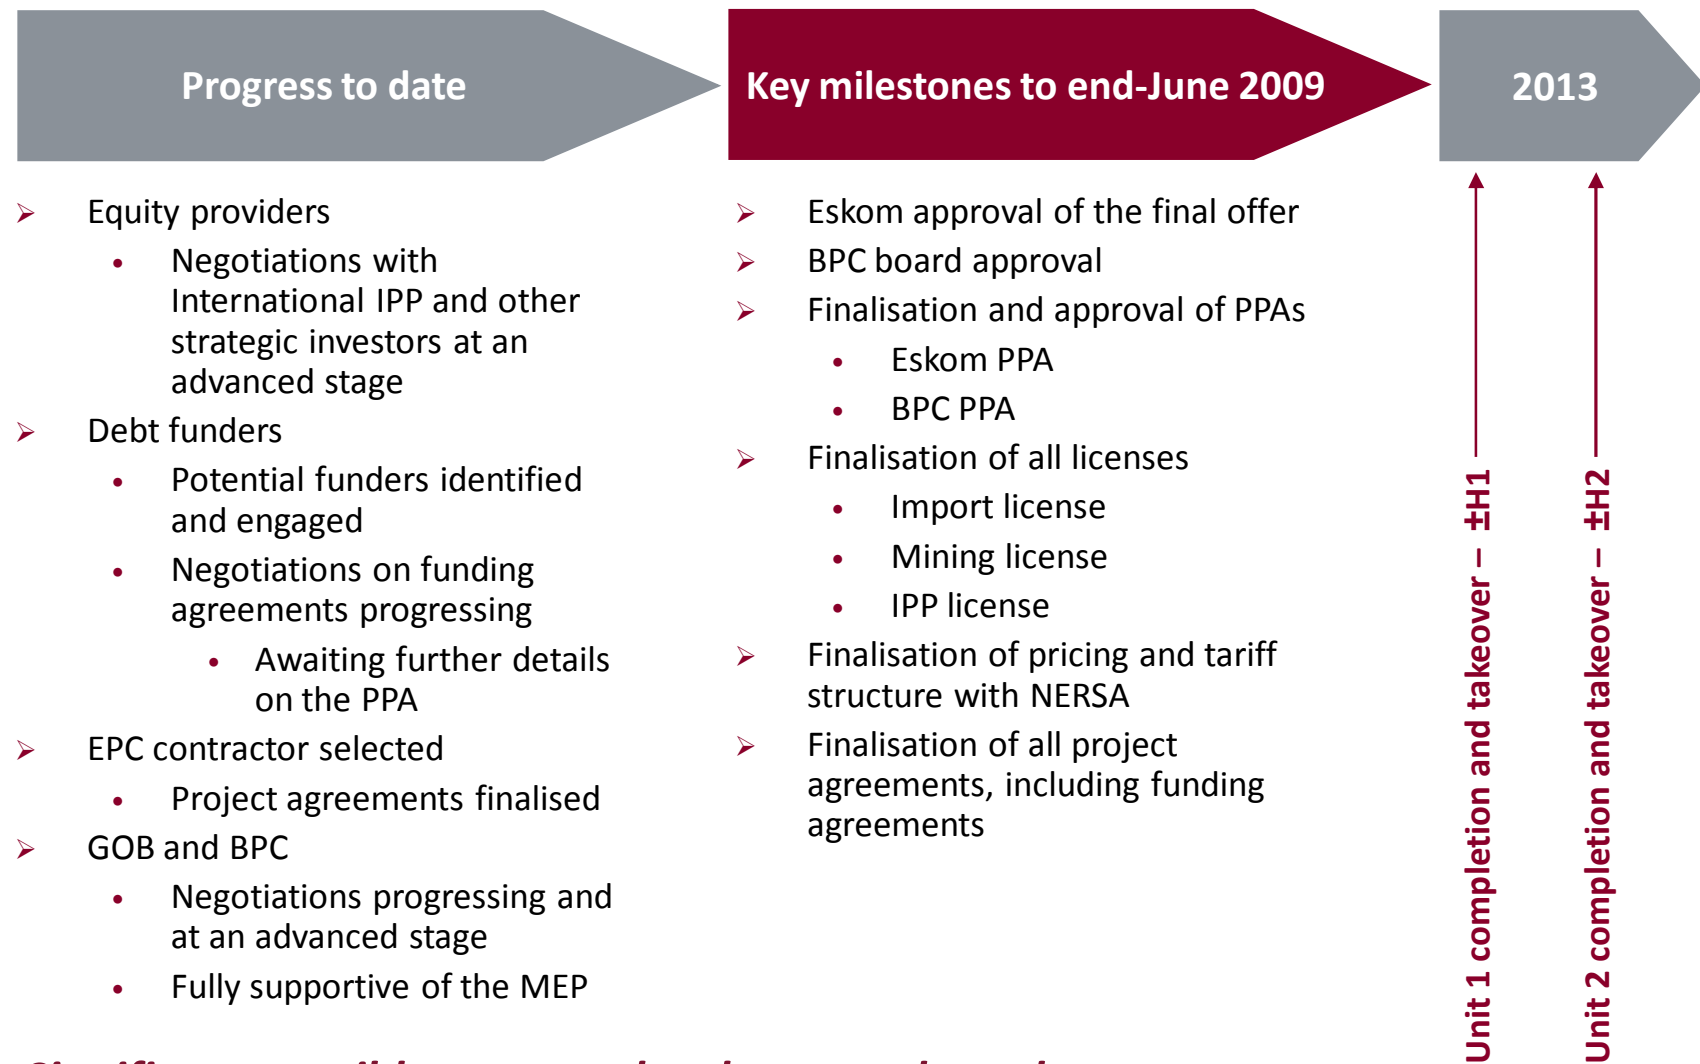 Progress to date
Key milestones to end-June 2009
2013
➢ Equity providers
• Negotiations with
International IPP and other
strategic investors at an
advanced stage
➢ Debt funders
• Potential funders identified
and engaged
• Negotiations on funding
agreements progressing
• Awaiting further details
on the PPA
➢ EPC contractor selected
• Project agreements finalised
➢ GOB and BPC
• Negotiations progressing and
at an advanced stage
• Fully supportive of the MEP
➢ Eskom approval of the final offer
➢ BPC board approval
➢ Finalisation and approval of PPAs
• Eskom PPA
• BPC PPA
➢ Finalisation of all licenses
• Import license
• Mining license
• IPP license
➢ Finalisation of pricing and tariff
structure with NERSA
➢ Finalisation of all project
agreements, including funding
agreements
Unit 1 completion and takeover – ±H1
Unit 2 completion and takeover – ±H2